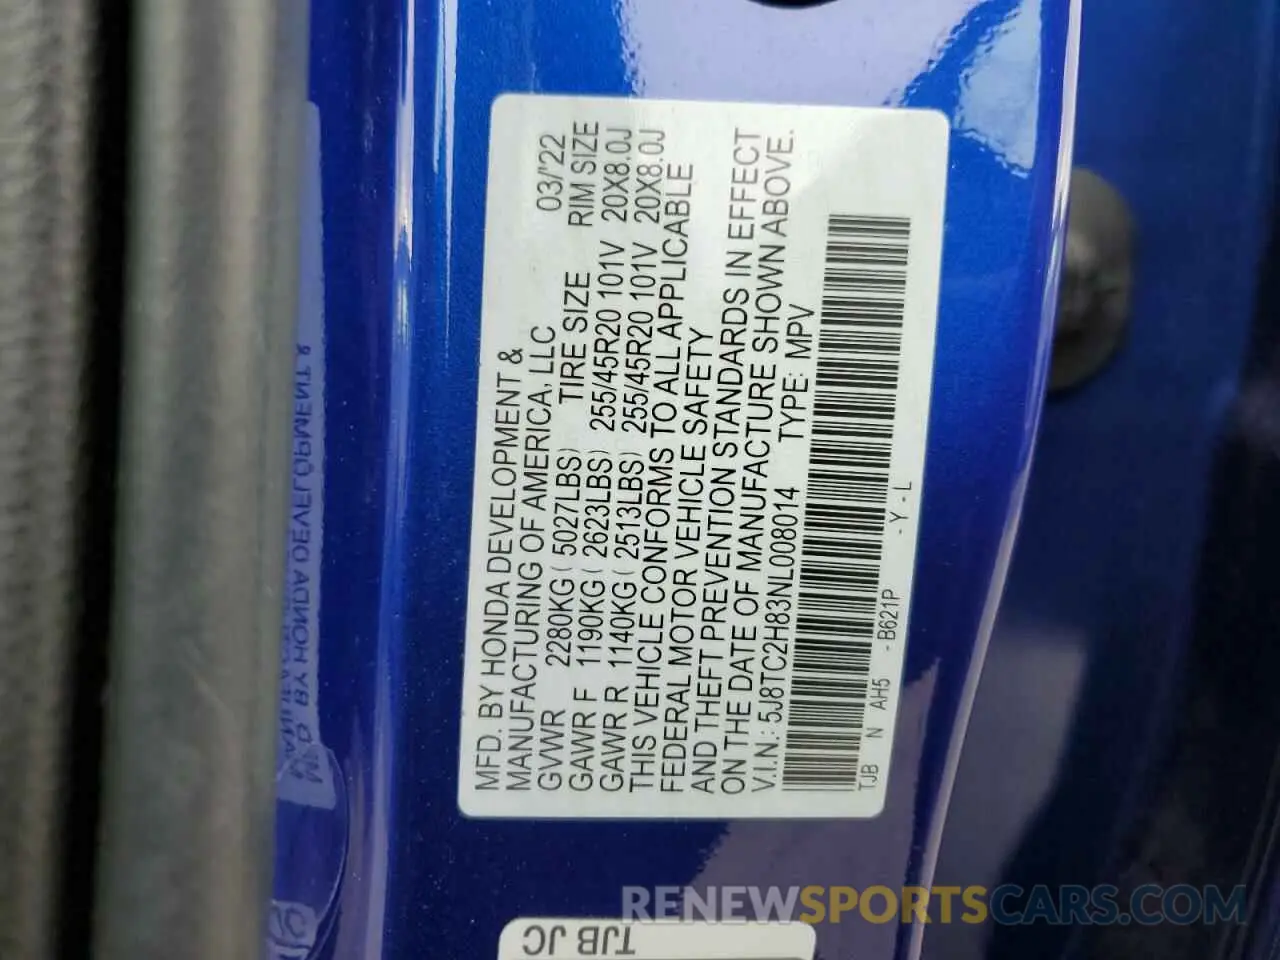 MFD. BY HONDA DEVELOPMENT &
MANUFACTURING OF AMERICA, LLC 03/'22
GVWR 2280KG ( 5027LBS) TIRE SIZE RIM SIZE
GAWR F 1190KG ( 2623LBS) 255/45R20 101V 20X8.0J
GAWR R 1140KG ( 2513LBS) 255/45R20 101V 20X8.0J
THIS VEHICLE CONFORMS TO ALL APPLICABLE
FEDERAL MOTOR VEHICLE SAFETY
AND THEFT PREVENTION STANDARDS IN EFFECT
ON THE DATE OF MANUFACTURE SHOWN ABOVE.
V.I.N.: 5J8TC2H83NL008014 TYPE: MPV
TJB N AH5 - B621P - Y - L
TJB JC
BY HONDA DEVELOPMENT &
RENEWSPORTSCARS.COM